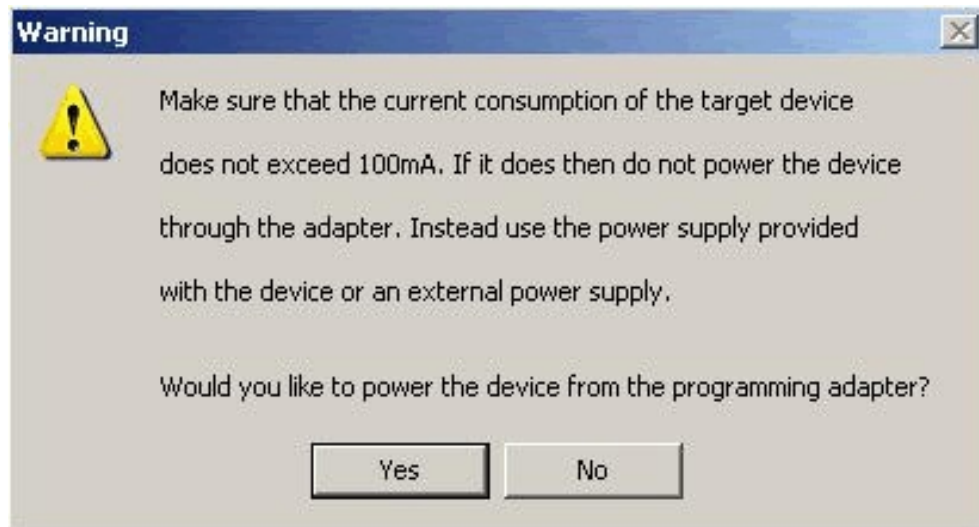 Warning
Make sure that the current consumption of the target device
does not exceed 100mA. If it does then do not power the device
through the adapter. Instead use the power supply provided
with the device or an external power supply.
Would you like to power the device from the programming adapter?
Yes
No